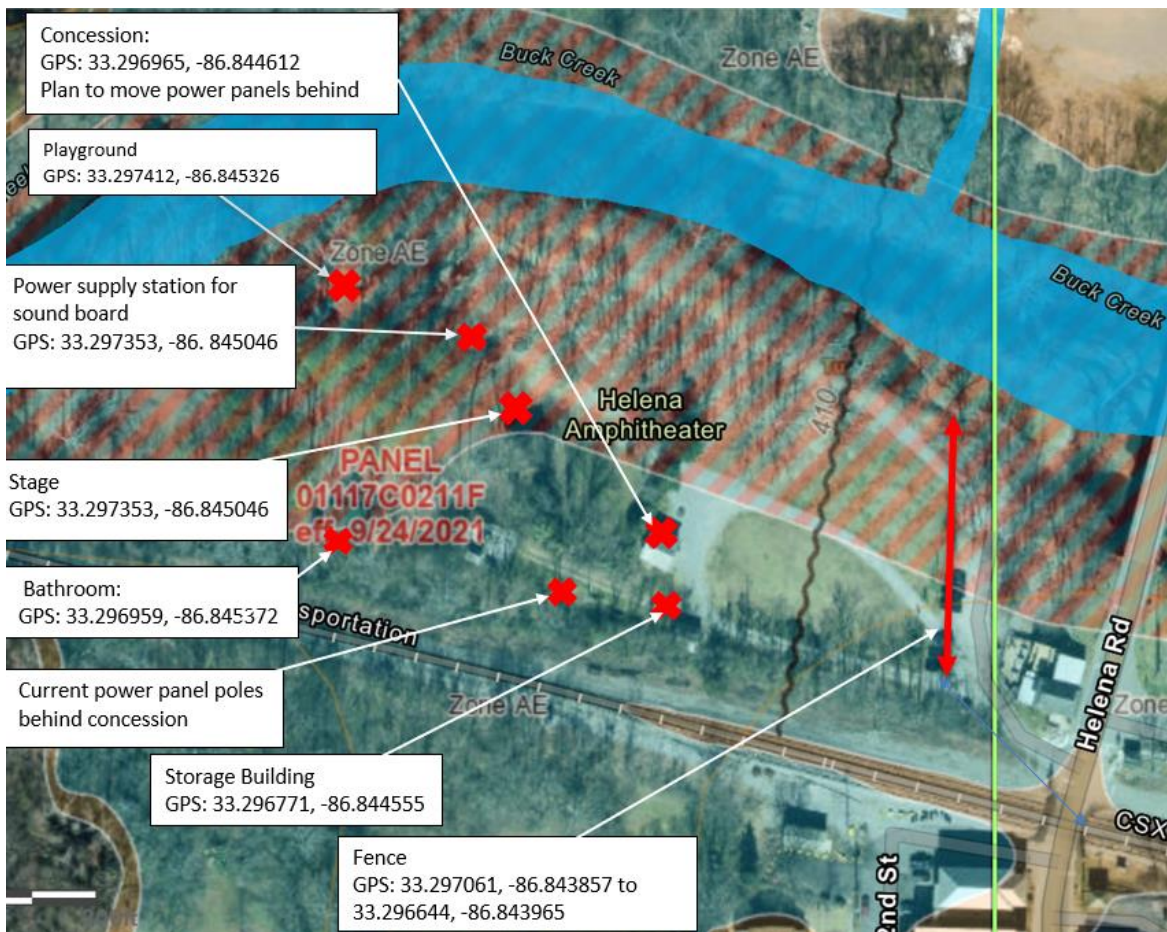 Concession:
GPS: 33.296965, -86.844612
Plan to move power panels behind
Buck Creek
Zone AE
Playground
GPS: 33.297412, -86.845326
Zone AE
Power supply station for
sound board
GPS: 33.297353, -86. 845046
Buck Creek
Helena
Amphitheater
410
PANEL
01117C0211F
eff. 9/24/2021
Stage
GPS: 33.297353, -86.845046
Bathroom:
GPS: 33.296959, -86.845372
sportation
Current power panel poles
behind concession
Zone AE
Helena Rd
Zone
Storage Building
GPS: 33.296771, -86.844555
CSX
Fence
GPS: 33.297061, -86.843857 to
33.296644, -86.843965
2nd St